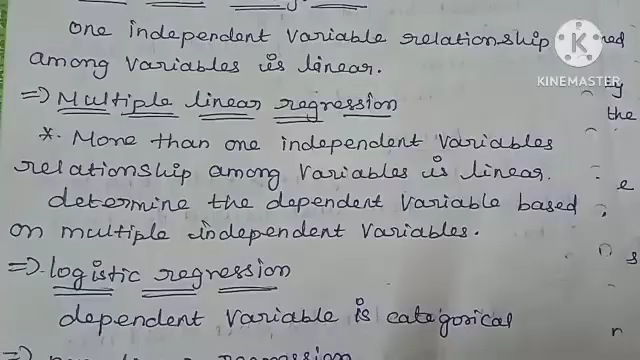 one independent variable relationship
among variables is linear.
=> Multiple linear regression
*. More than one independent variables
relationship among variables is linear.
determine the dependent variable based
on multiple independent variables.
=> logistic regression
dependent variable is categorical
K
KINEMASTER
the
e
s
n